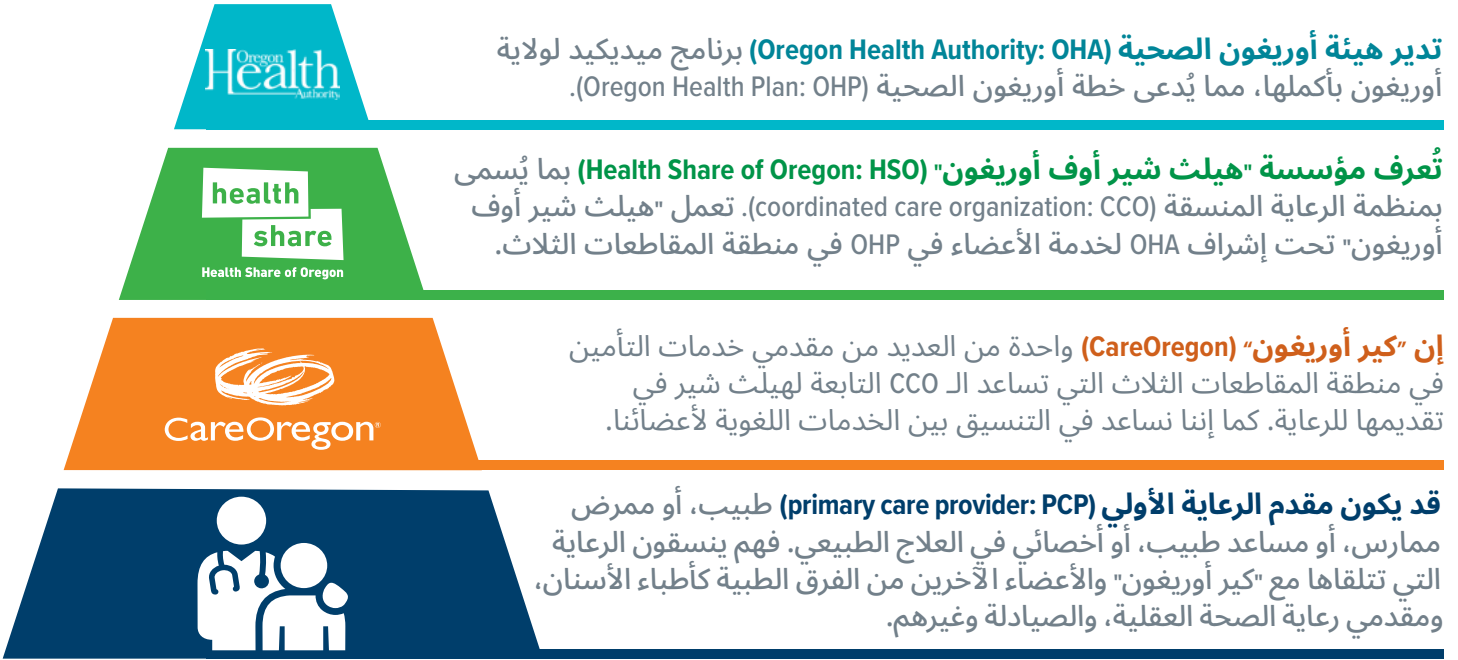 Oregon
Health
Authority
تدير هيئة أوريغون الصحية (Oregon Health Authority: OHA) برنامج ميديكيد لولاية
أوريغون بأكملها، مما يُدعى خطة أوريغون الصحية (Oregon Health Plan: OHP).
health
share
Health Share of Oregon
تُعرف مؤسسة "هيلث شير أوف أوريغون" (Health Share of Oregon: HSO) بما يُسمى
بمنظمة الرعاية المنسقة (coordinated care organization: CCO). تعمل "هيلث شير أوف
أوريغون" تحت إشراف OHA لخدمة الأعضاء في OHP في منطقة المقاطعات الثلاث.
CareOregon®
إن "كير أوريغون" (CareOregon) واحدة من العديد من مقدمي خدمات التأمين
في منطقة المقاطعات الثلاث التي تساعد الـ CCO التابعة لهيلث شير في
تقديمها للرعاية. كما إننا نساعد في التنسيق بين الخدمات اللغوية لأعضائنا.
قد يكون مقدم الرعاية الأولي (primary care provider: PCP) طبيب، أو ممرض
ممارس، أو مساعد طبيب، أو أخصائي في العلاج الطبيعي. فهم ينسقون الرعاية
التي تتلقاها مع "كير أوريغون" والأعضاء الآخرين من الفرق الطبية كأطباء الأسنان،
ومقدمي رعاية الصحة العقلية، والصيادلة وغيرهم.